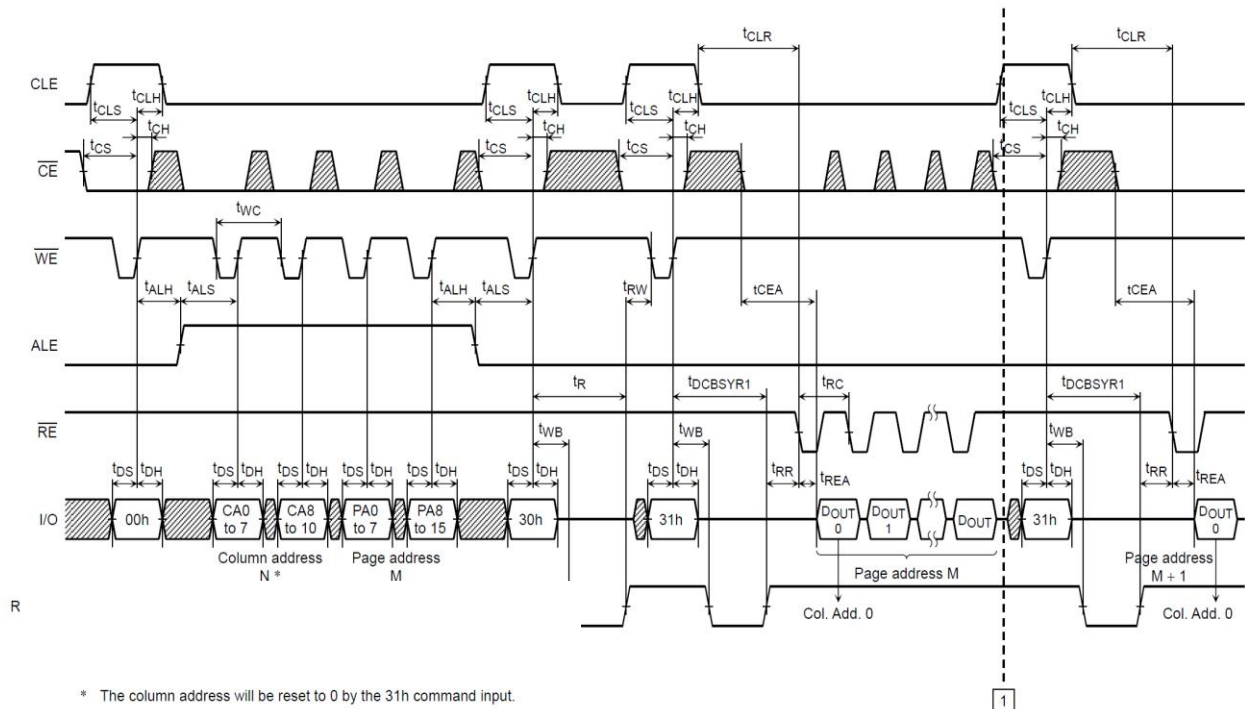 tCLR tCLR
CLE
tCLS tCLH tCLS tCLH tCLS tCLH tCLS tCLH
tCH tCH tCH tCH
tCS tCS tCS tCS
CE
tWC
WE
tALH tALS tALH tALS tRW tCEA tCEA
ALE
tR tDCBSYR1 tRC tDCBSYR1
RE
tWB tWB tWB
tDS tDH tDS tDH tDS tDH tDS tDH tDS tDH tDS tDH tDS tDH tRR tREA tDS tDH tRR tREA
I/O 00h CA0 to 7 CA8 to 10 PA0 to 7 PA8 to 15 30h 31h DOUT 0 DOUT 1 DOUT 31h DOUT 0
Column address N * Page address M Page address M Page address M + 1
R Col. Add. 0 Col. Add. 0
* The column address will be reset to 0 by the 31h command input.
1